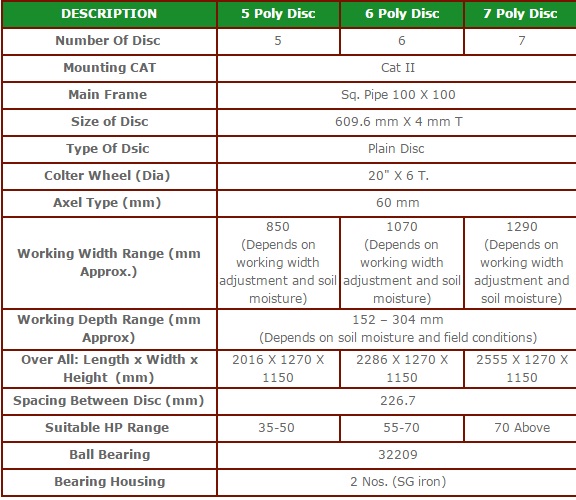 DESCRIPTION 5 Poly Disc 6 Poly Disc 7 Poly Disc
Number Of Disc 5 6 7
Mounting CAT Cat II
Main Frame Sq. Pipe 100 X 100
Size of Disc 609.6 mm X 4 mm T
Type Of Dsic Plain Disc
Colter Wheel (Dia) 20" X 6 T.
Axel Type (mm) 60 mm
Working Width Range (mm
Approx.)
850
(Depends on
working width
adjustment and soil
moisture)
1070
(Depends on
working width
adjustment and soil
moisture)
1290
(Depends on
working width
adjustment and
soil moisture)
Working Depth Range (mm
Approx)
152 – 304 mm
(Depends on soil moisture and field conditions)
Over All: Length x Width x
Height (mm)
2016 X 1270 X
1150
2286 X 1270 X
1150
2555 X 1270 X
1150
Spacing Between Disc (mm) 226.7
Suitable HP Range 35-50 55-70 70 Above
Ball Bearing 32209
Bearing Housing 2 Nos. (SG iron)